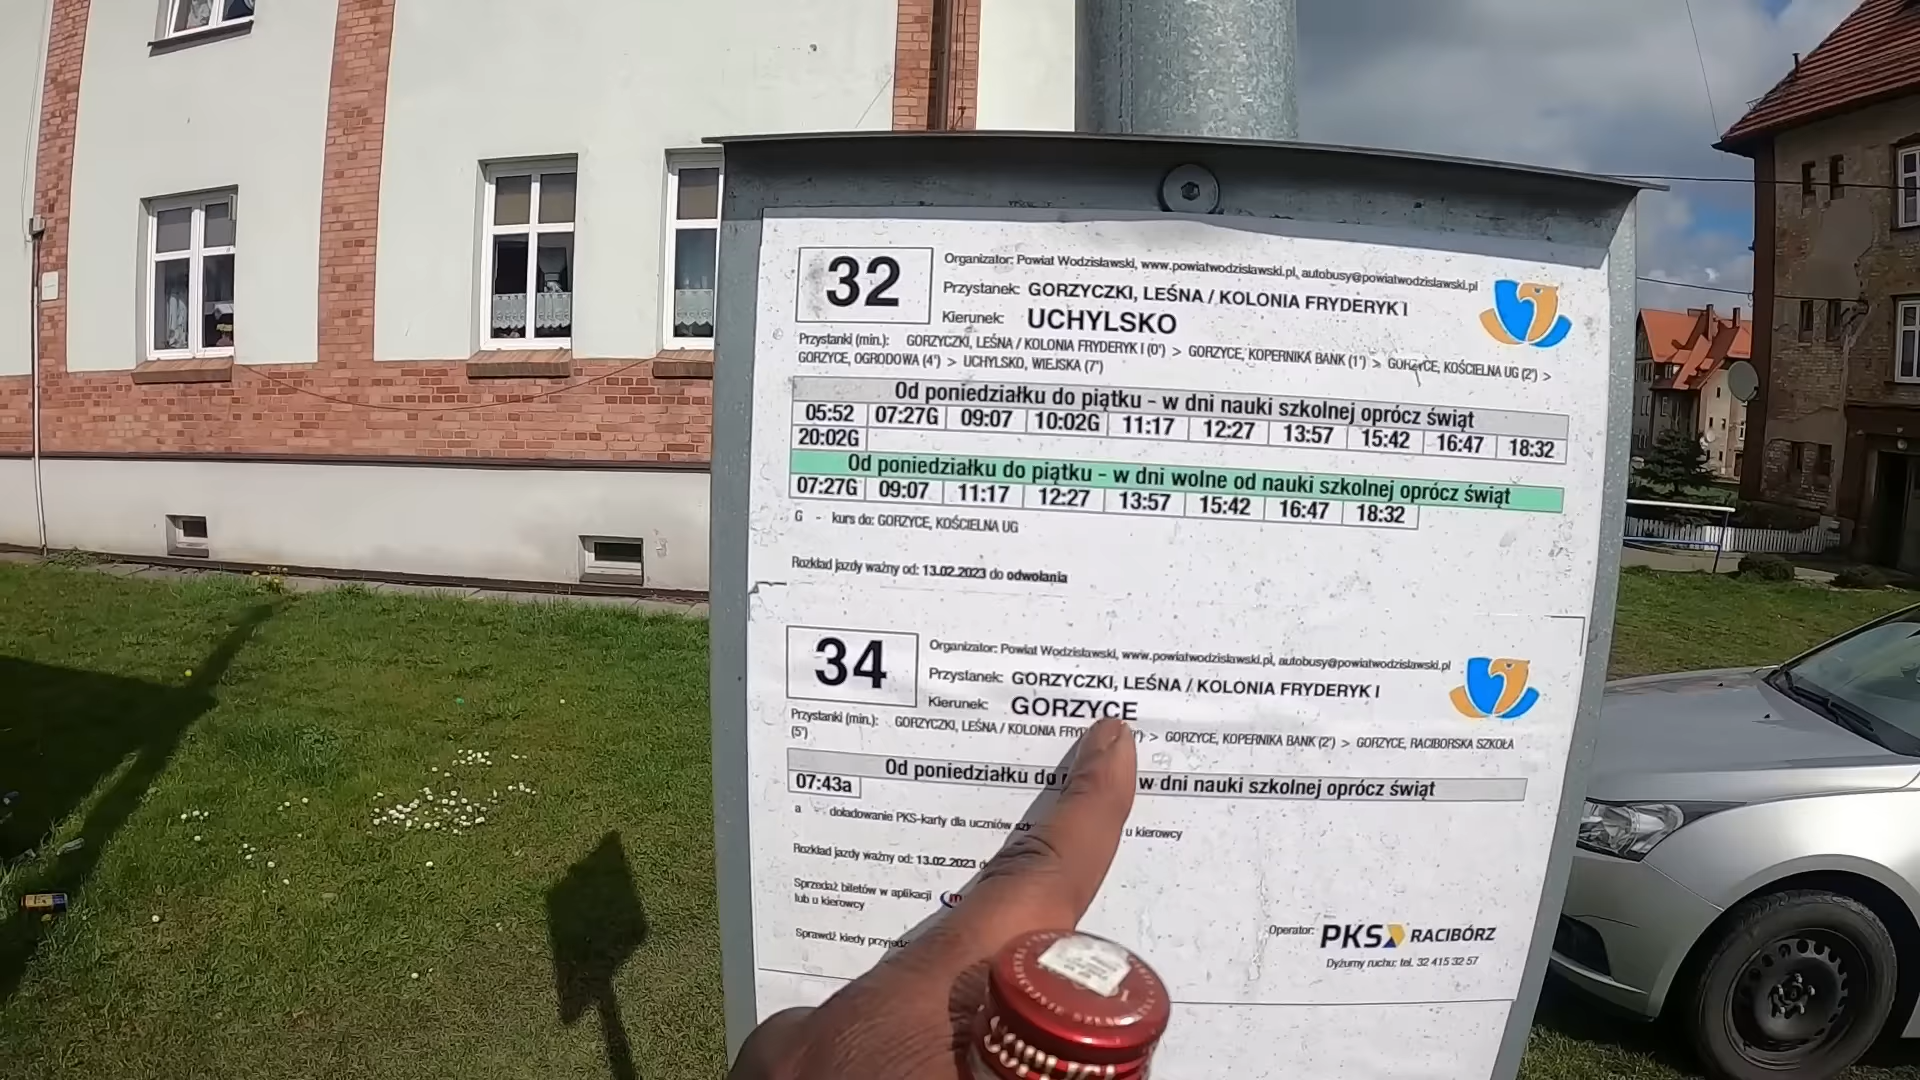 32
Organizator: Powiat Wodzisławski, www.powiatwodzislawski.pl, autobusy@powiatwodzislawski.pl
Przystanek: GORZYCZKI, LEŚNA / KOLONIA FRYDERYK I
Kierunek: UCHYLSKO
Przystanki (min.): GORZYCZKI, LEŚNA / KOLONIA FRYDERYK I (0') > GORZYCE, KOPERNIKA BANK (1') > GORZYCE, KOŚCIELNA UG (2') >
GORZYCE, OGRODOWA (4') > UCHYLSKO, WIEJSKA (7')
Od poniedziałku do piątku - w dni nauki szkolnej oprócz świąt
05:52 07:27G 09:07 10:02G 11:17 12:27 13:57 15:42 16:47 18:32
20:02G
Od poniedziałku do piątku - w dni wolne od nauki szkolnej oprócz świąt
07:27G 09:07 11:17 12:27 13:57 15:42 16:47 18:32
G - kurs do: GORZYCE, KOŚCIELNA UG
Rozkład jazdy ważny od: 13.02.2023 do odwołania
34
Organizator: Powiat Wodzisławski, www.powiatwodzislawski.pl, autobusy@powiatwodzislawski.pl
Przystanek: GORZYCZKI, LEŚNA / KOLONIA FRYDERYK I
Kierunek: GORZYCE
Przystanki (min.): GORZYCZKI, LEŚNA / KOLONIA > GORZYCE, KOPERNIKA BANK (2') > GORZYCE, RACIBORSKA SZKOŁA
(5')
Od poniedziałku do w dni nauki szkolnej oprócz świąt
07:43a
a - doładowanie PKS-karty dla uczniów u kierowcy
Rozkład jazdy ważny od: 13.02.2023
Sprzedaż biletów w aplikacji
lub u kierowcy
Sprawdź kiedy
Operator: PKS RACIBÓRZ
Dyżurny ruchu: tel. 32 415 32 57